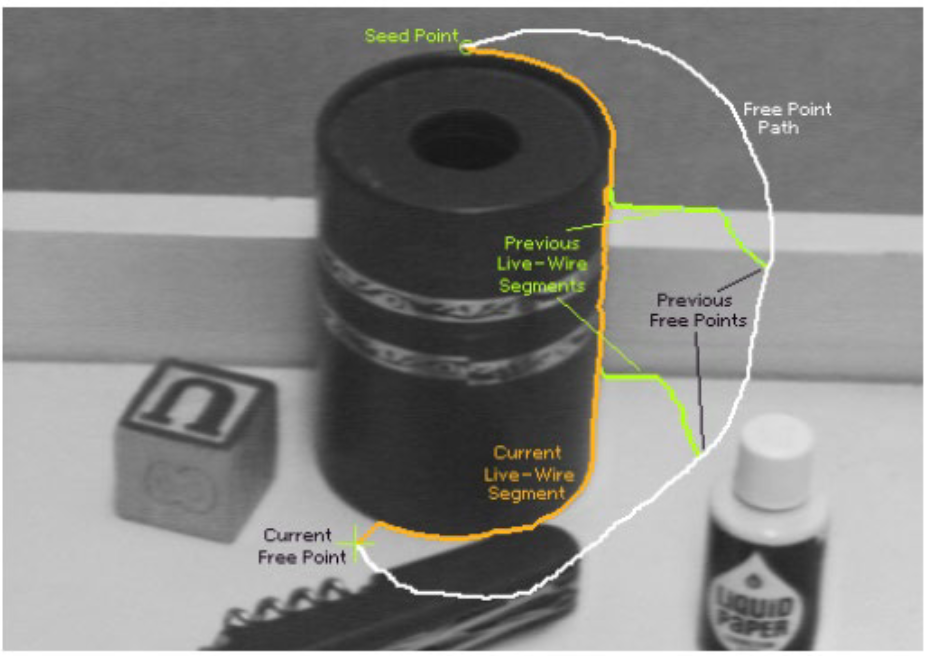 Seed Point
Free Point
Path
Previous
Live-Wire
Segments
Previous
Free Points
Current
Live-Wire
Segment
Current
Free Point
LIQUID
PAPER